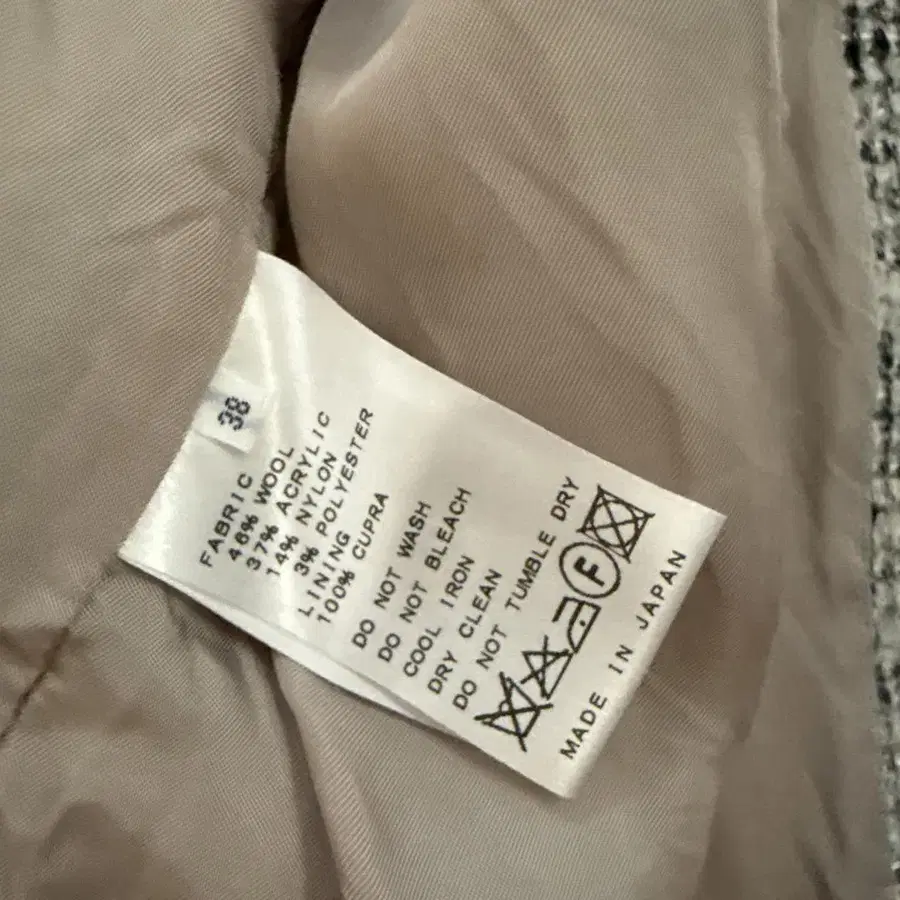 38
FABRIC
46% WOOL
37% ACRYLIC
14% NYLON
3% POLYESTER
LINING
100% CUPRA
DO NOT WASH
DO NOT BLEACH
COOL IRON
DRY CLEAN
DO NOT TUMBLE DRY
F
MADE IN JAPAN